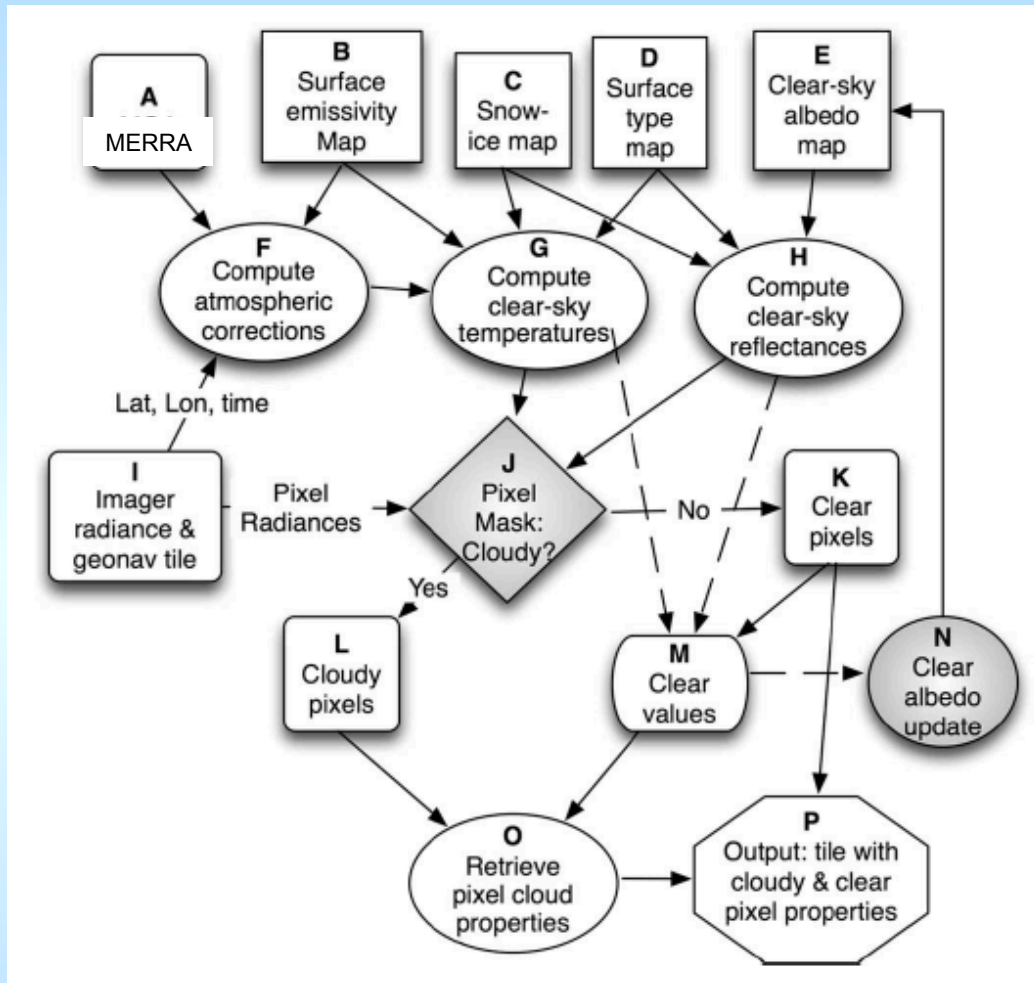 A
MERRA
B
Surface
emissivity
Map
C
Snow-
ice map
D
Surface
type
map
E
Clear-sky
albedo
map
F
Compute
atmospheric
corrections
G
Compute
clear-sky
temperatures
H
Compute
clear-sky
reflectances
Lat, Lon, time
I
Imager
radiance &
geonav tile
Pixel
Radiances
J
Pixel
Mask:
Cloudy?
No
K
Clear
pixels
Yes
L
Cloudy
pixels
M
Clear
values
N
Clear
albedo
update
O
Retrieve
pixel cloud
properties
P
Output: tile with
cloudy & clear
pixel properties